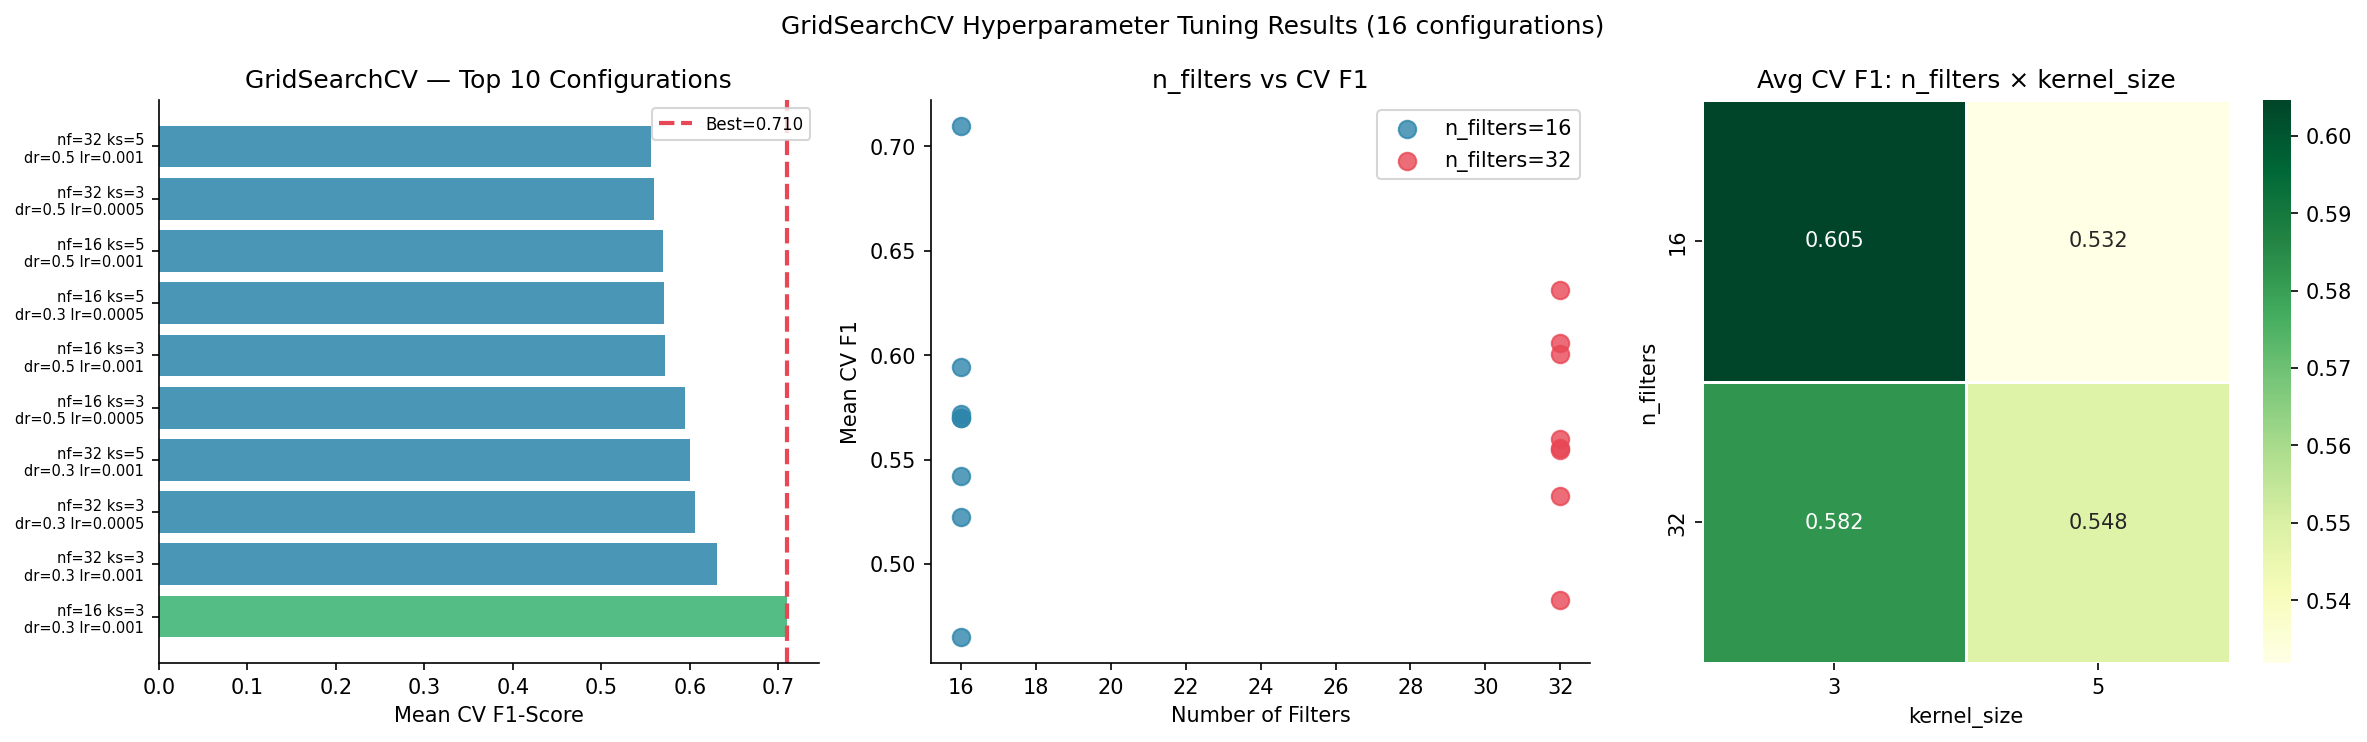 GridSearchCV Hyperparameter Tuning Results (16 configurations)
GridSearchCV — Top 10 Configurations
nf=32 ks=5
dr=0.5 lr=0.001
nf=32 ks=3
dr=0.5 lr=0.0005
nf=16 ks=5
dr=0.5 lr=0.001
nf=16 ks=5
dr=0.3 lr=0.0005
nf=16 ks=3
dr=0.5 lr=0.001
nf=16 ks=3
dr=0.5 lr=0.0005
nf=32 ks=5
dr=0.3 lr=0.001
nf=32 ks=3
dr=0.3 lr=0.0005
nf=32 ks=3
dr=0.3 lr=0.001
nf=16 ks=3
dr=0.3 lr=0.001
Best=0.710
0.0 0.1 0.2 0.3 0.4 0.5 0.6 0.7
Mean CV F1-Score
n_filters vs CV F1
n_filters=16
n_filters=32
Mean CV F1
0.70
0.65
0.60
0.55
0.50
16 18 20 22 24 26 28 30 32
Number of Filters
Avg CV F1: n_filters × kernel_size
n_filters
16
32
0.605 0.532
0.582 0.548
3 5
kernel_size
0.60
0.59
0.58
0.57
0.56
0.55
0.54